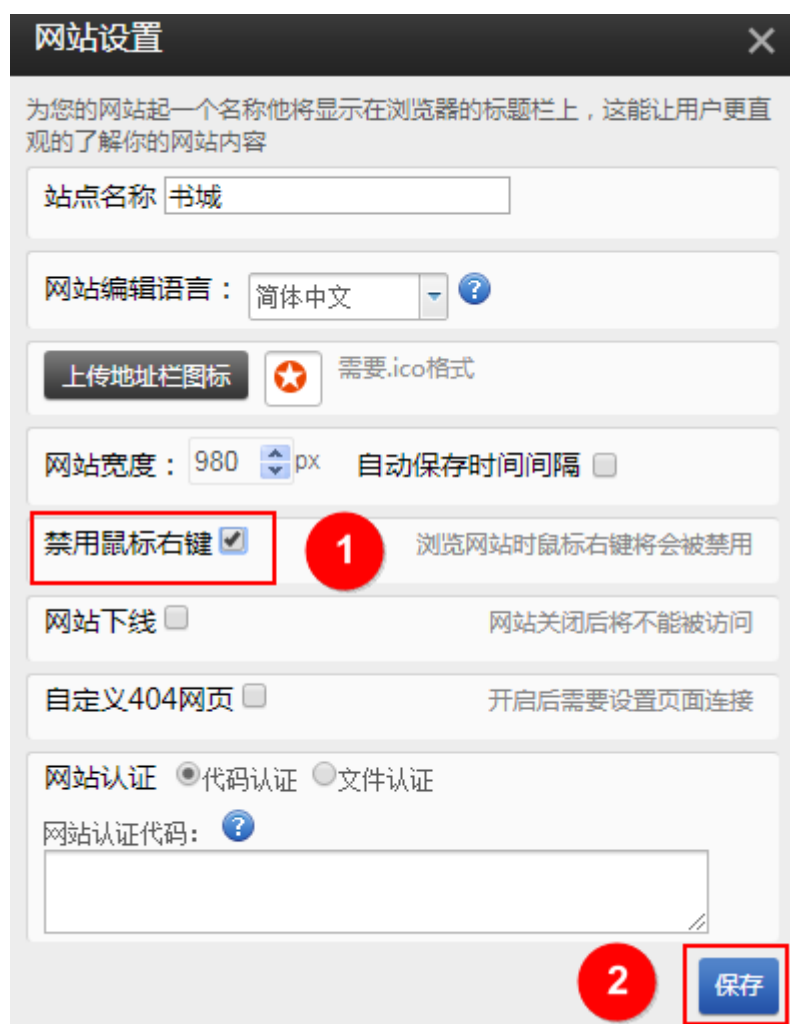 网站设置
为您的网站起一个名称他将显示在浏览器的标题栏上，这能让用户更直
观的了解你的网站内容
站点名称 书城
网站编辑语言： 简体中文
上传地址栏图标 需要.ico格式
网站宽度： 980 px 自动保存时间间隔
禁用鼠标右键 1 浏览网站时鼠标右键将会被禁用
网站下线 网站关闭后将不能被访问
自定义404网页 开启后需要设置页面连接
网站认证 代码认证 文件认证
网站认证代码: ?
2 保存